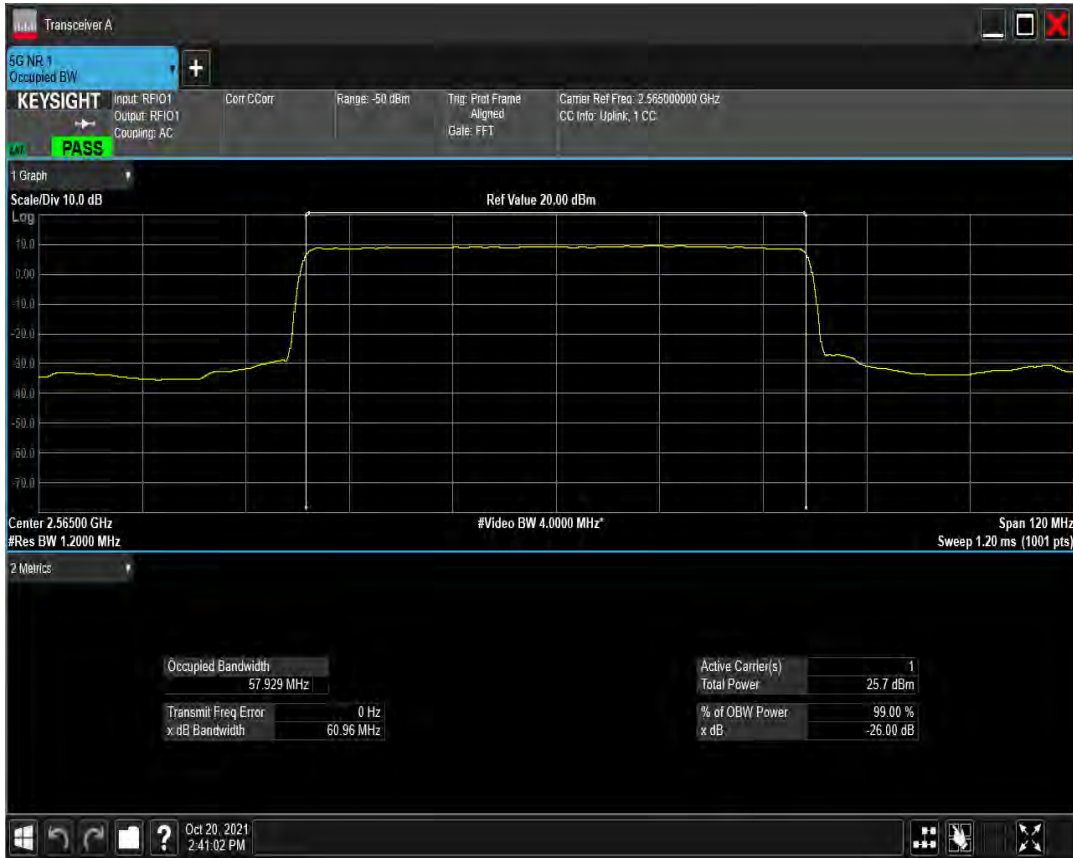 Transceiver A
5G NR 1
Occupied BW
+
KEYSIGHT
Input: RFIO1
Output: RFIO1
Coupling: AC
Corr CCorr
Range: -50 dBm
Trig: Prot Frame
Aligned
Gate: FFT
Carrier Ref Freq: 2.565000000 GHz
CC Info: Uplink, 1 CC
PASS
1 Graph
Scale/Div 10.0 dB
Ref Value 20.00 dBm
Log
10.0
0.00
-10.0
-20.0
-30.0
-40.0
-50.0
-60.0
-70.0
Center 2.56500 GHz
#Video BW 4.0000 MHz*
Span 120 MHz
#Res BW 1.2000 MHz
Sweep 1.20 ms (1001 pts)
2 Metrics
Occupied Bandwidth
57.929 MHz
Transmit Freq Error 0 Hz
x dB Bandwidth 60.96 MHz
Active Carrier(s) 1
Total Power 25.7 dBm
% of OBW Power 99.00 %
x dB -26.00 dB
?
Oct 20, 2021
2:41:02 PM